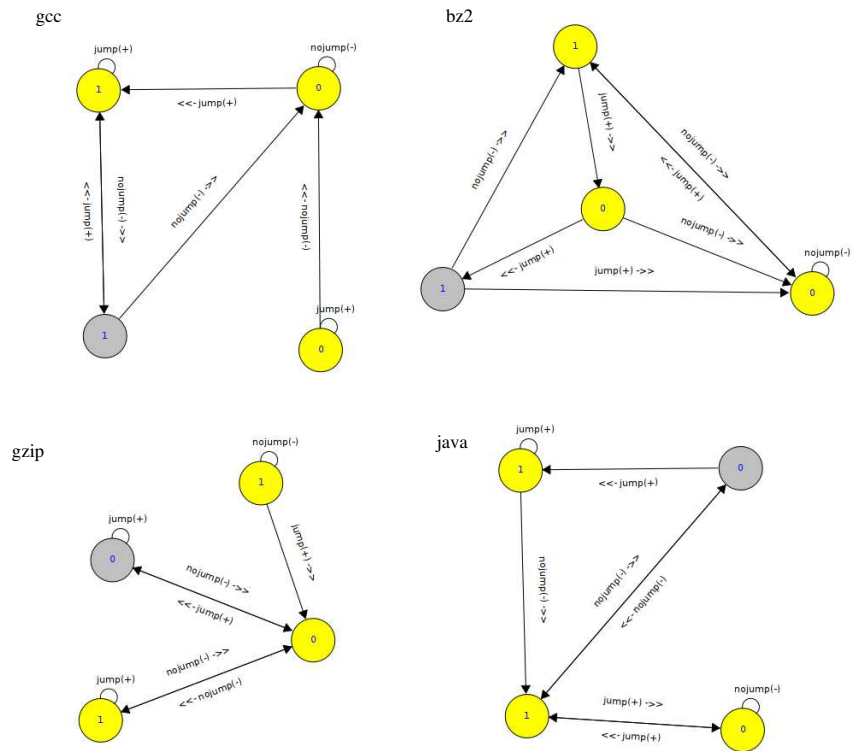 gcc
jump(+)
nojump(-)
1
0
<<- jump(+)
nojump(-) ->>
<<- jump(+)
nojump(-) ->>
<<- nojump(-)
1
jump(+)
0
bz2
1
nojump(-) ->>
jump(+) ->>
nojump(-) ->>
<<- jump(+)
0
nojump(-) ->>
<<- jump(+)
nojump(-)
1
jump(+) ->>
0
gzip
nojump(-)
1
jump(+)
0
jump(+) ->>
nojump(-) ->>
<<- jump(+)
0
nojump(-) ->>
<<- nojump(-)
jump(+)
1
java
jump(+)
1
0
<<- jump(+)
nojump(-) ->>
nojump(-) ->>
<<- nojump(-)
1
jump(+) ->>
<<- jump(+)
nojump(-)
0